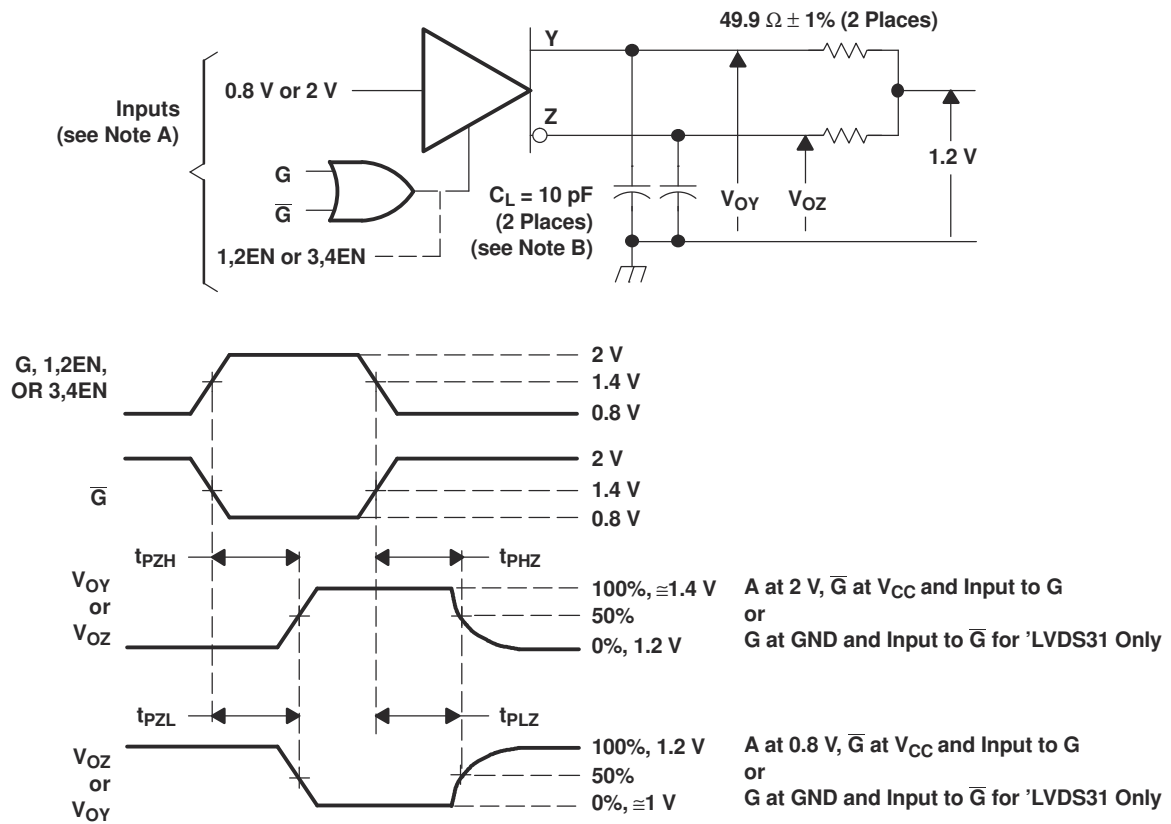 49.9 Ω ± 1% (2 Places)
Y
0.8 V or 2 V
Inputs
(see Note A)
Z
1.2 V
G
G̅
C_L = 10 pF
(2 Places)
(see Note B)
V_OY
V_OZ
1,2EN or 3,4EN
G, 1,2EN,
OR 3,4EN
2 V
1.4 V
0.8 V
G̅
2 V
1.4 V
0.8 V
t_PZH
t_PHZ
V_OY
or
V_OZ
100%, ≅1.4 V
50%
0%, 1.2 V
A at 2 V, G̅ at V_CC and Input to G
or
G at GND and Input to G̅ for ’LVDS31 Only
t_PZL
t_PLZ
V_OZ
or
V_OY
100%, 1.2 V
50%
0%, ≅1 V
A at 0.8 V, G̅ at V_CC and Input to G
or
G at GND and Input to G̅ for ’LVDS31 Only